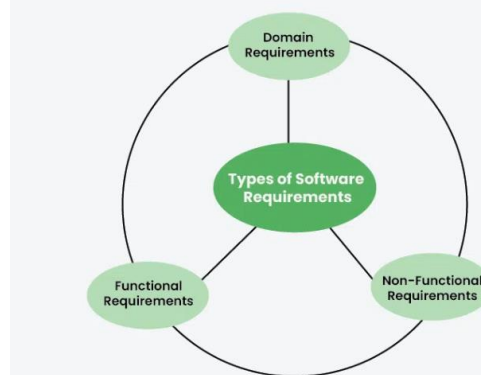 Domain
Requirements
Types of Software
Requirements
Functional
Requirements
Non-Functional
Requirements